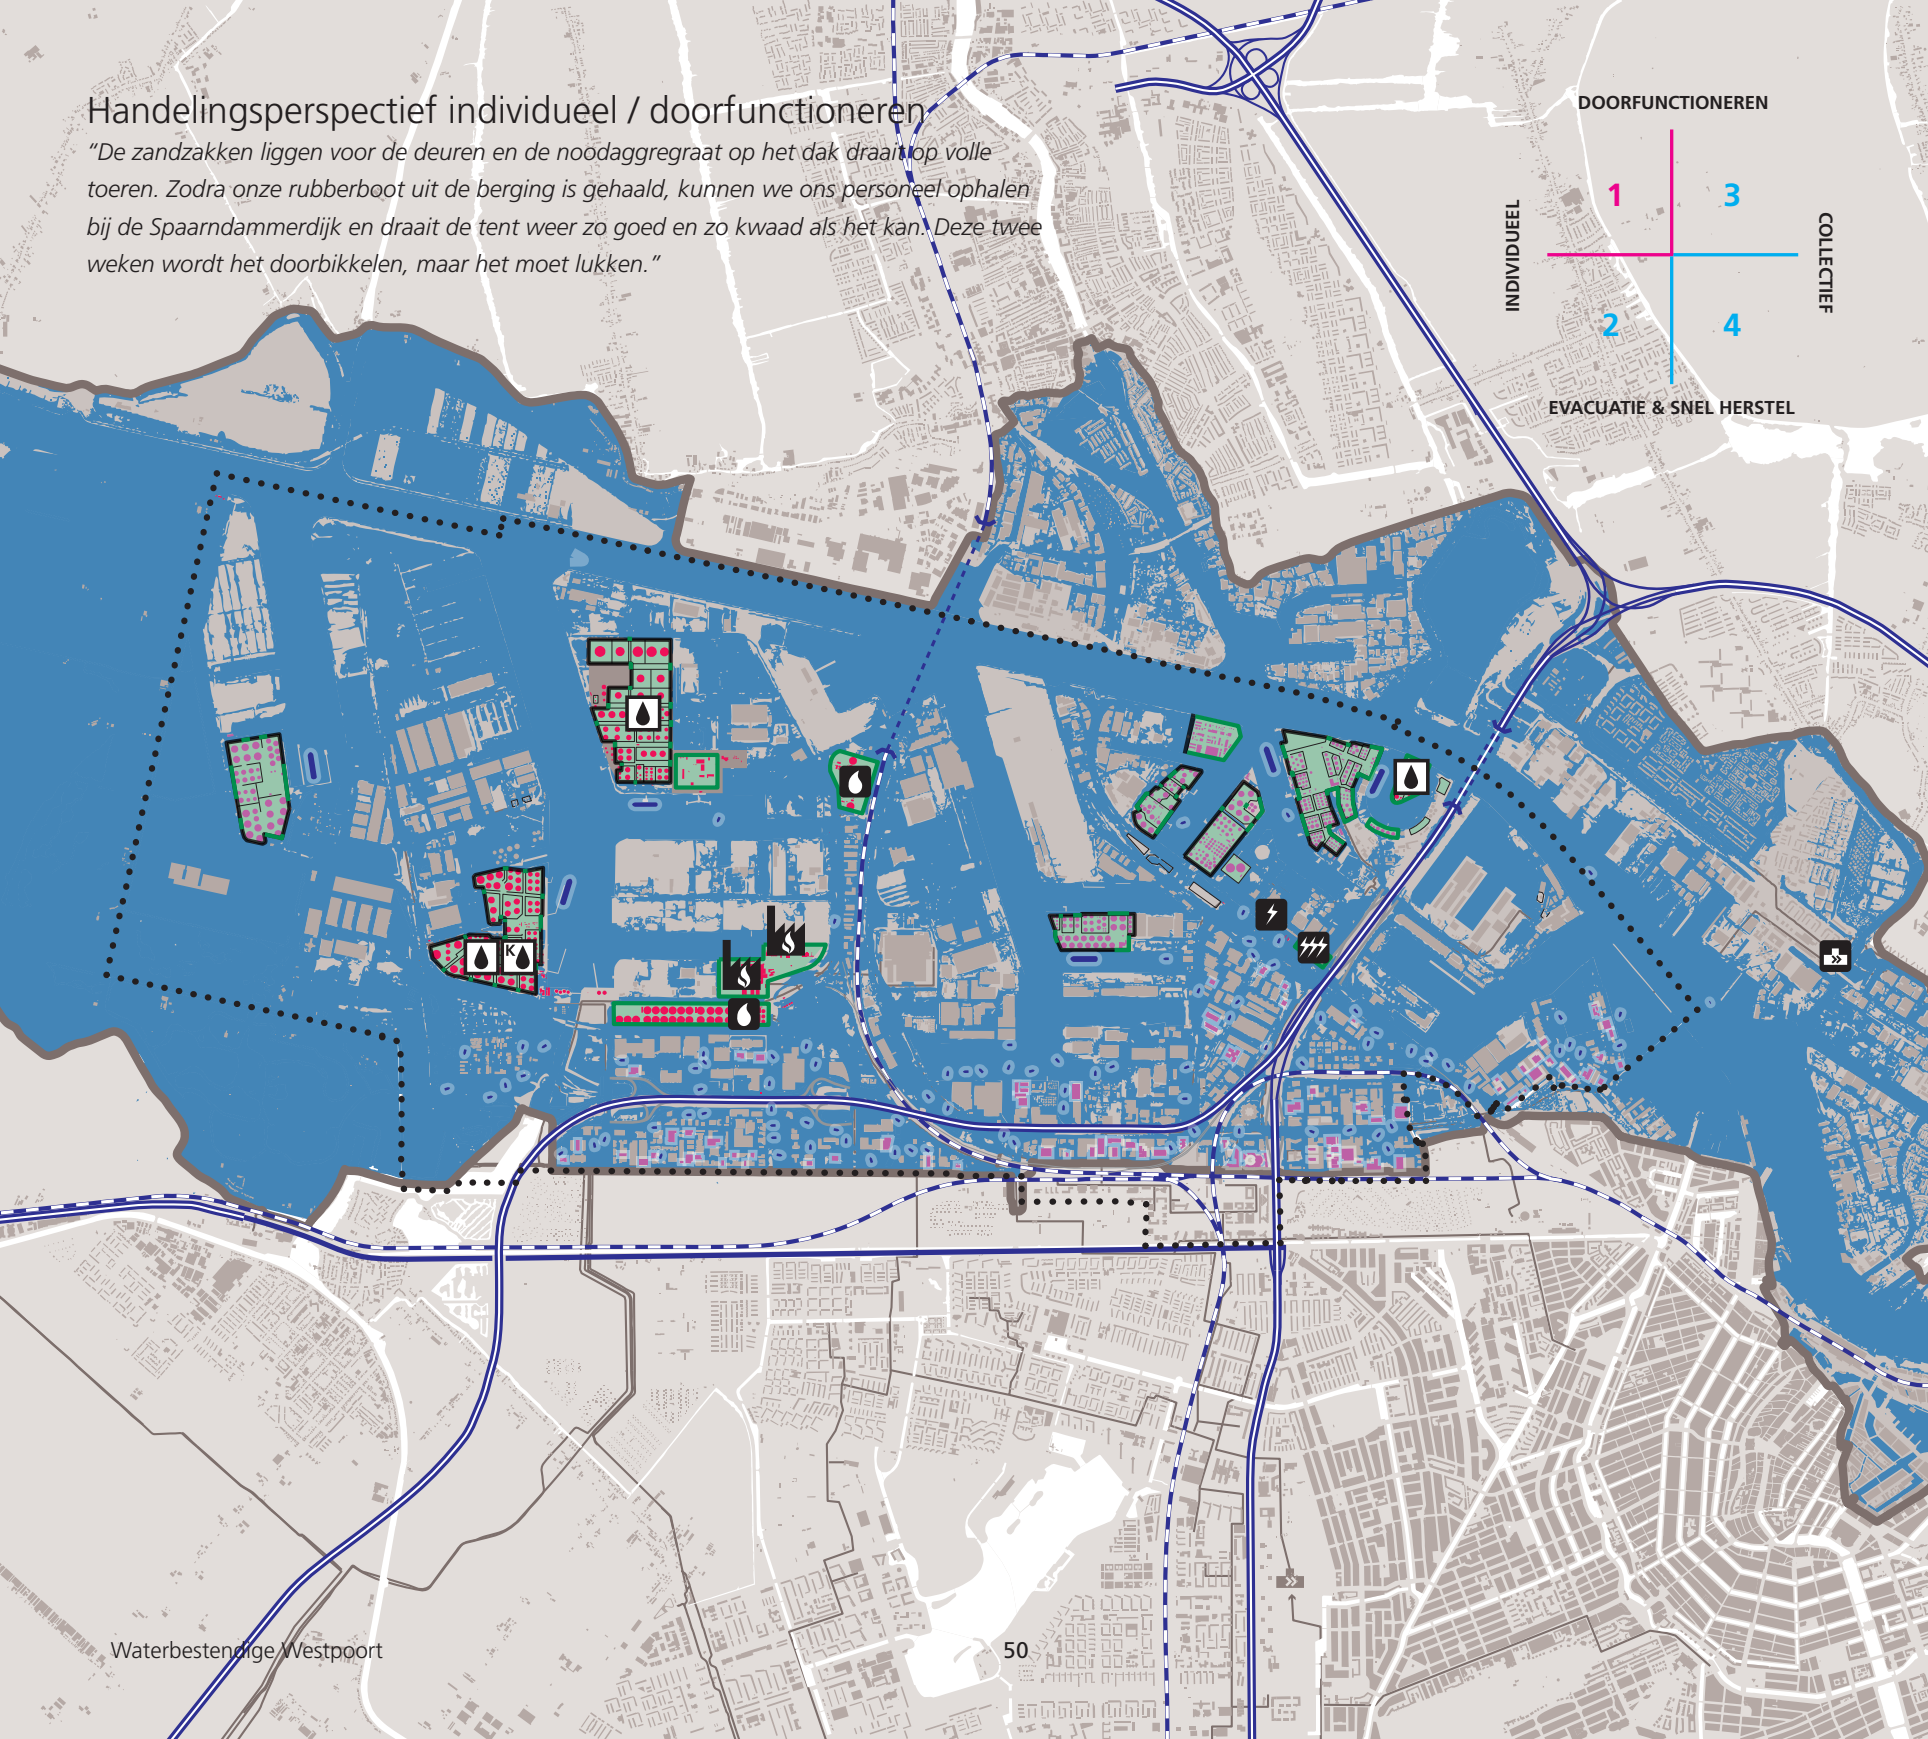 Handelingsperspectief individueel / doorfunctioneren
“De zandzakken liggen voor de deuren en de noodaggregraat op het dak draait op volle
toeren. Zodra onze rubberboot uit de berging is gehaald, kunnen we ons personeel ophalen
bij de Spaarndammerdijk en draait de tent weer zo goed en zo kwaad als het kan. Deze twee
weken wordt het doorbikkelen, maar het moet lukken.”
DOORFUNCTIONEREN
1
3
INDIVIDUEEL
COLLECTIEF
2
4
EVACUATIE & SNEL HERSTEL
K
Waterbestendige Westpoort
50